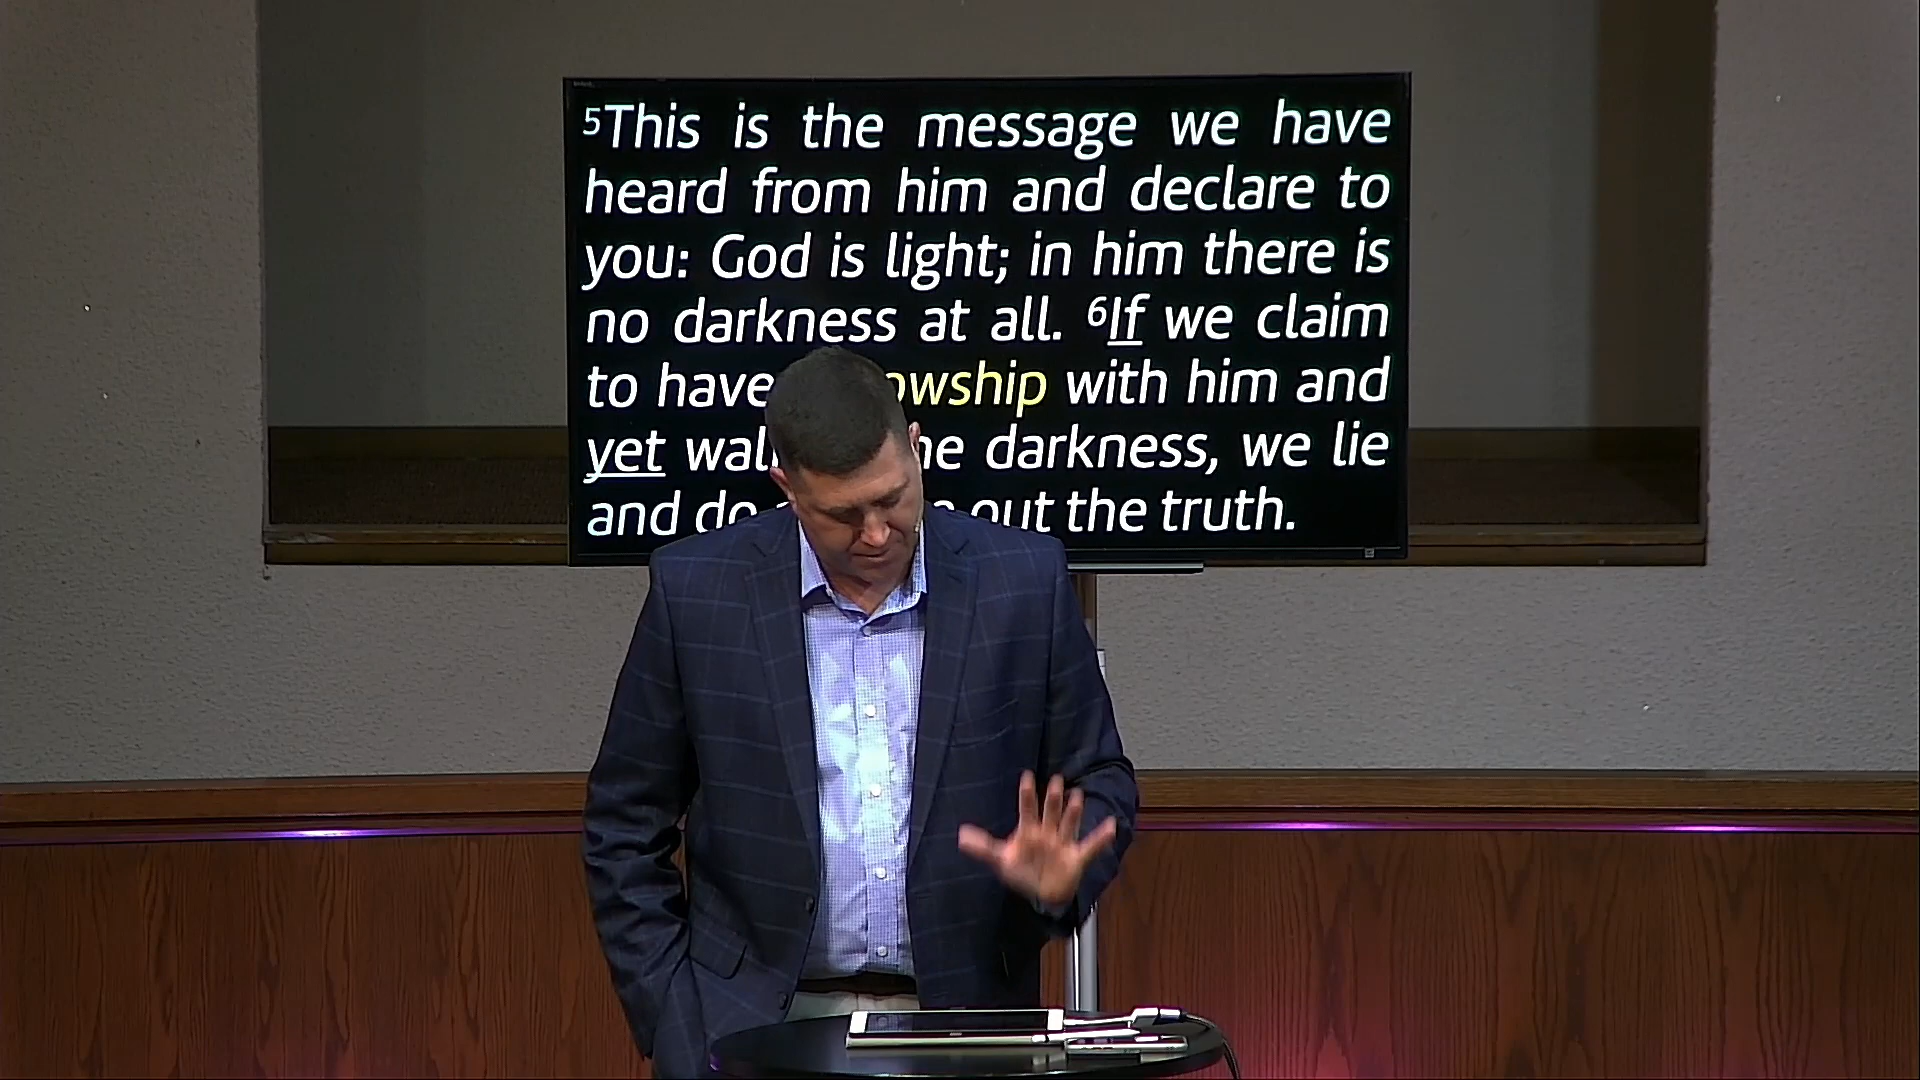 5This is the message we have
heard from him and declare to
you: God is light; in him there is
no darkness at all. 6If we claim
to have owship with him and
yet wal he darkness, we lie
and do out the truth.